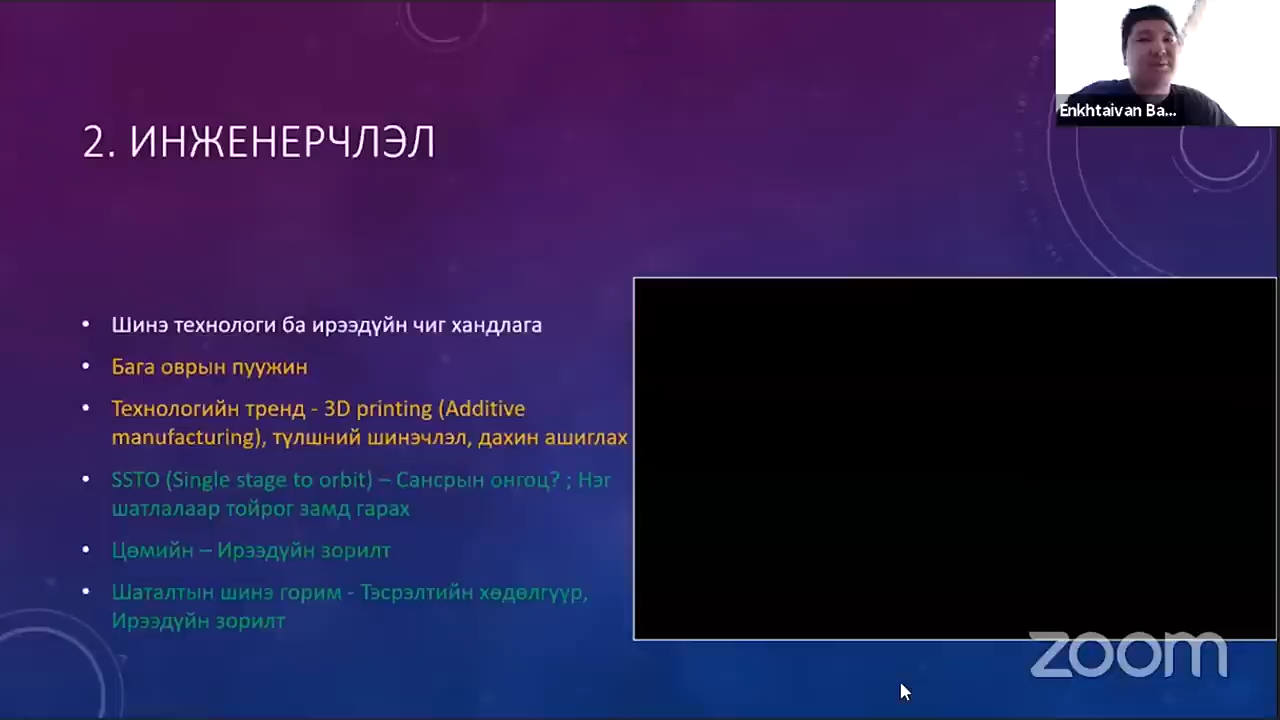 2. ИНЖЕНЕРЧЛЭЛ
Enkhtaivan Ba...
• Шинэ технологи ба ирээдүйн чиг хандлага
• Бага оврын пуужин
• Технологийн тренд - 3D printing (Additive
manufacturing), түлшний шинэчлэл, дахин ашиглах
• SSTO (Single stage to orbit) – Сансрын онгоц? ; Нэг
шатлалаар тойрог замд гарах
• Цөмийн – Ирээдүйн зорилт
• Шаталтын шинэ горим - Тэсрэлтийн хөдөлгүүр,
Ирээдүйн зорилт
zoom